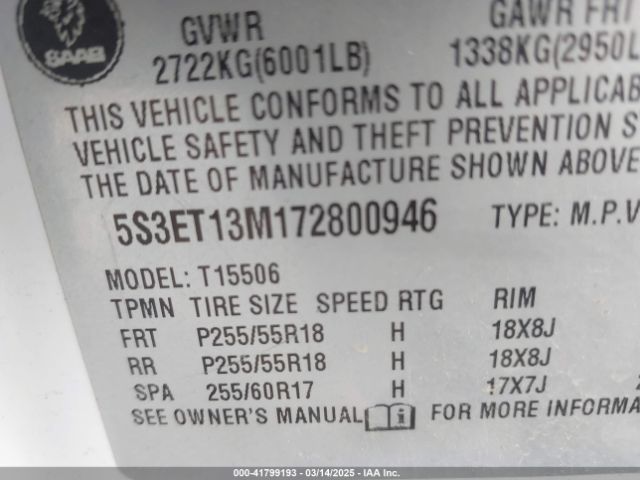 SAAB
GVWR GAWR FRT
2722KG(6001LB) 1338KG(2950L
THIS VEHICLE CONFORMS TO ALL APPLICAB
VEHICLE SAFETY AND THEFT PREVENTION S
THE DATE OF MANUFACTURE SHOWN ABOVE
5S3ET13M172800946 TYPE: M.P.V
MODEL: T15506
TPMN TIRE SIZE SPEED RTG RIM
FRT P255/55R18 H 18X8J
RR P255/55R18 H 18X8J
SPA 255/60R17 H 17X7J
SEE OWNER'S MANUAL i FOR MORE INFORMA
000-41799193 - 03/14/2025 - IAA Inc.